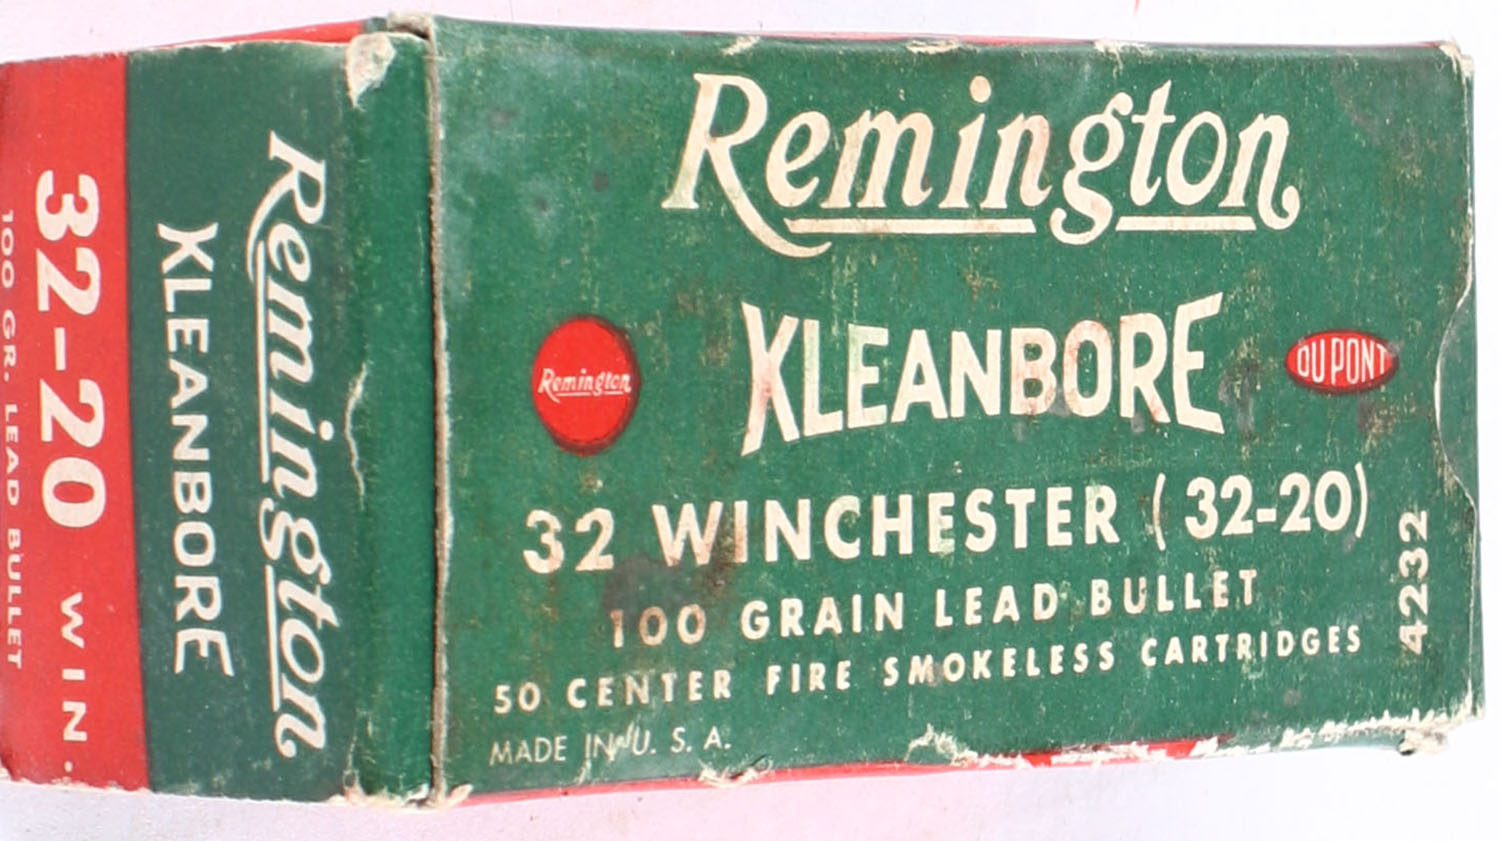 Remington
KLEANBORE
Remington
DU PONT
32 WINCHESTER (32-20)
100 GRAIN LEAD BULLET
50 CENTER FIRE SMOKELESS CARTRIDGES
MADE IN U. S. A.
4232
Remington
KLEANBORE
32-20 WIN.
100 GR. LEAD BULLET